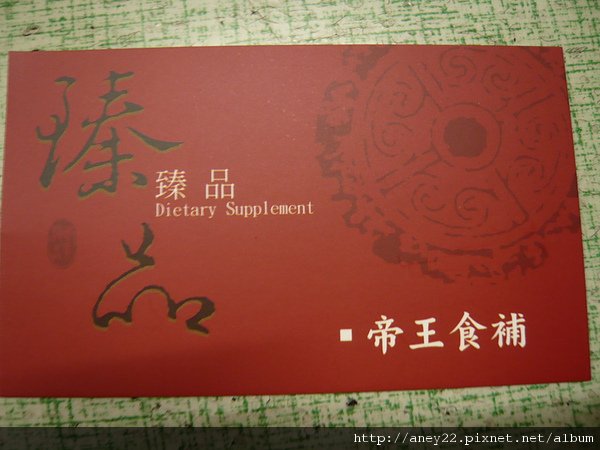 臻品
臻 品
Dietary Supplement
帝王食補
http://aney22.pixnet.net/album